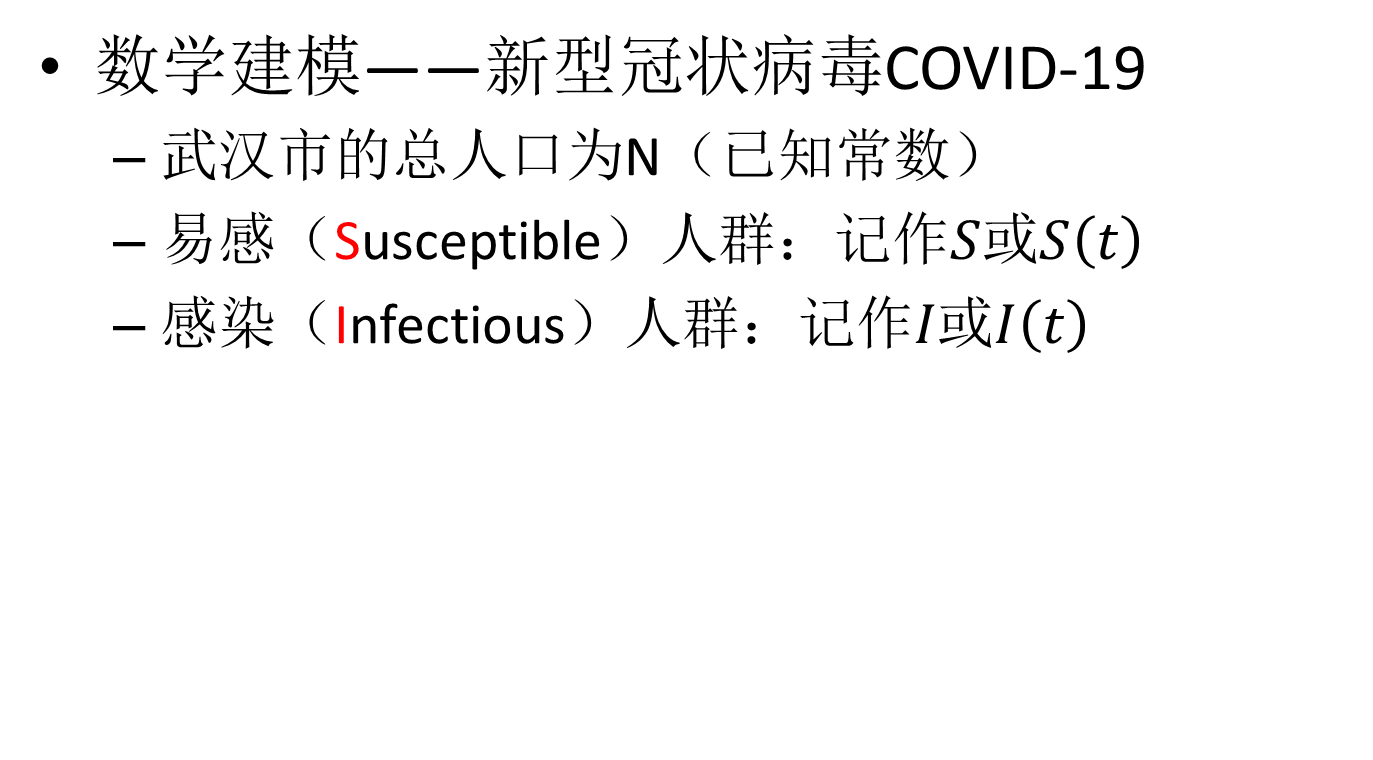 • 数学建模——新型冠状病毒COVID-19
– 武汉市的总人口为N（已知常数）
– 易感（Susceptible）人群：记作S或S(t)
– 感染（Infectious）人群：记作I或I(t)